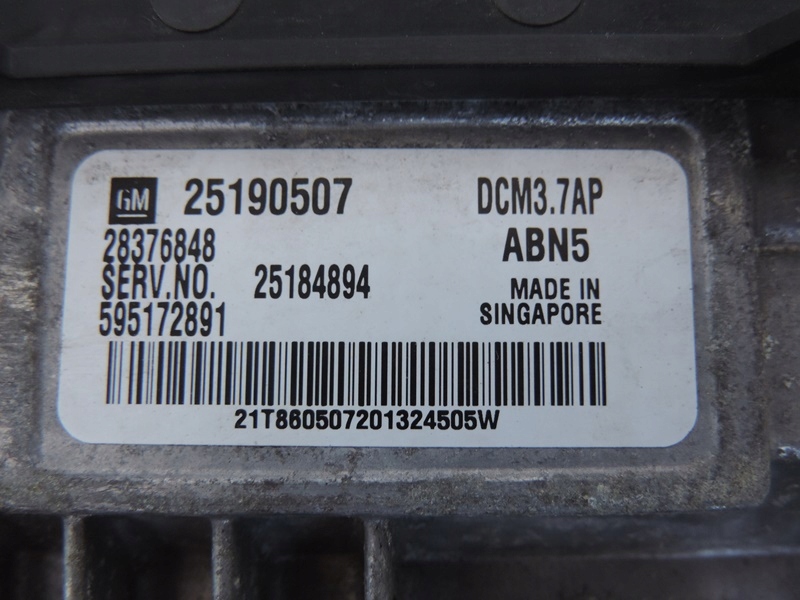 GM 25190507 DCM3.7AP
28376848 ABN5
SERV.NO. 25184894 MADE IN
595172891 SINGAPORE
21T860507201324505W